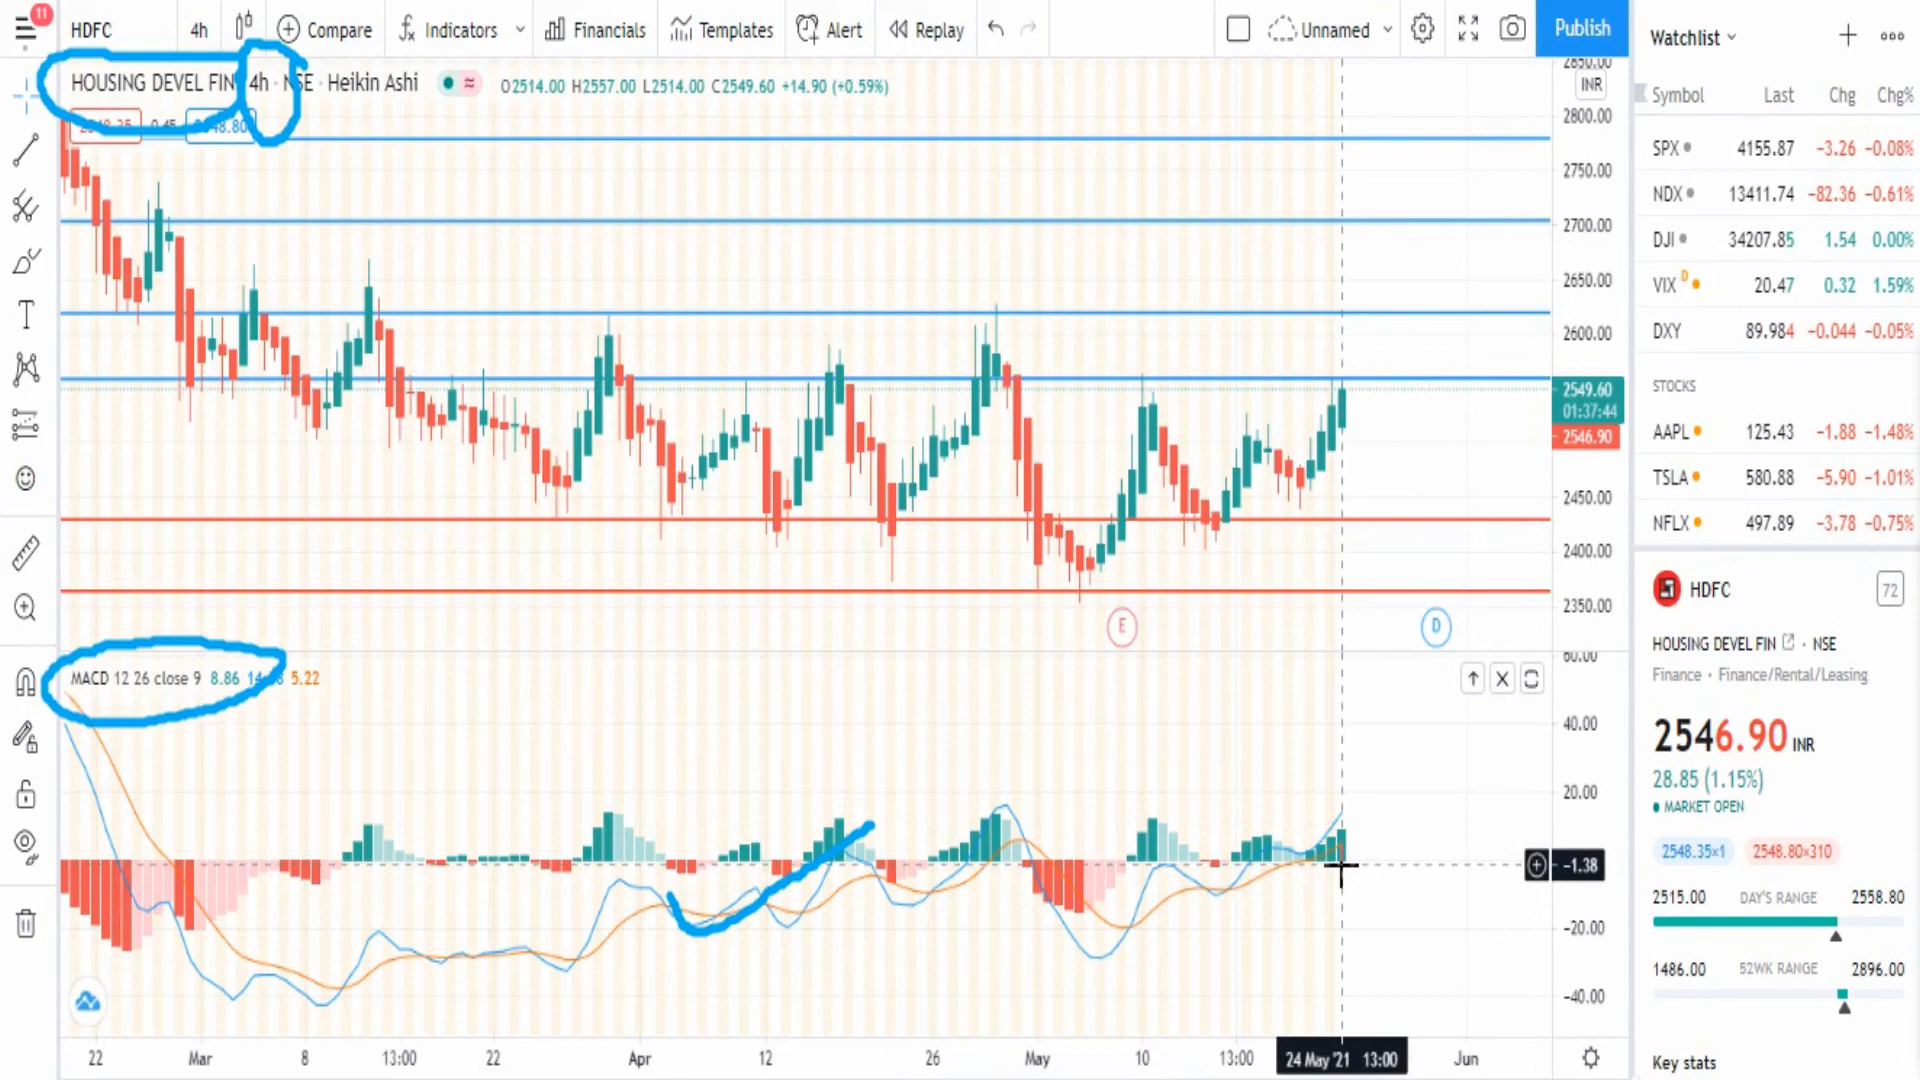 11
HDFC 4h Compare Indicators Financials Templates Alert Replay Unnamed Publish
HOUSING DEVEL FIN 4h · NSE · Heikin Ashi O2514.00 H2557.00 L2514.00 C2549.60 +14.90 (+0.59%)
INR
2850.00
2800.00
2750.00
2700.00
2650.00
2600.00
2549.60
01:37:44
2546.90
2450.00
2400.00
2350.00
E D
MACD 12 26 close 9 8.86 5.22
60.00
40.00
20.00
−1.38
−20.00
−40.00
22 Mar 8 13:00 22 Apr 12 26 May 10 13:00 24 May '21 13:00 Jun
Watchlist
Symbol Last Chg Chg%
SPX 4155.87 −3.26 −0.08%
NDX 13411.74 −82.36 −0.61%
DJI 34207.85 1.54 0.00%
VIX D 20.47 0.32 1.59%
DXY 89.984 −0.044 −0.05%
STOCKS
AAPL 125.43 −1.88 −1.48%
TSLA 580.88 −5.90 −1.01%
NFLX 497.89 −3.78 −0.75%
HDFC 72
HOUSING DEVEL FIN · NSE
Finance · Finance/Rental/Leasing
2546.90 INR
28.85 (1.15%)
MARKET OPEN
2548.35×1 2548.80×310
2515.00 DAY'S RANGE 2558.80
1486.00 52WK RANGE 2896.00
Key stats